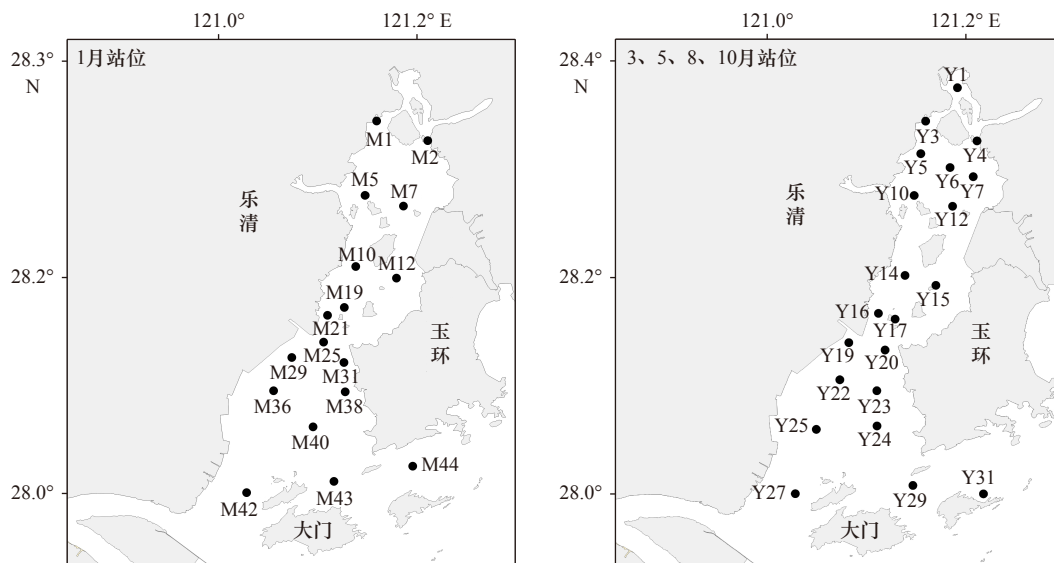 121.0°
121.2° E
28.3°
N
28.2°
28.0°
1月站位
M1
M2
M5
M7
乐
清
M10
M12
M19
M21
M25
M29
M31
M36
M38
M40
M44
M42
M43
玉
环
大门
121.0°
121.2° E
28.4°
N
28.2°
28.0°
3、5、8、10月站位
Y1
Y3
Y4
Y5
Y6
Y7
Y10
Y12
乐
清
Y14
Y15
Y16
Y17
Y19
Y20
Y22
Y23
Y25
Y24
Y27
Y29
Y31
玉
环
大门